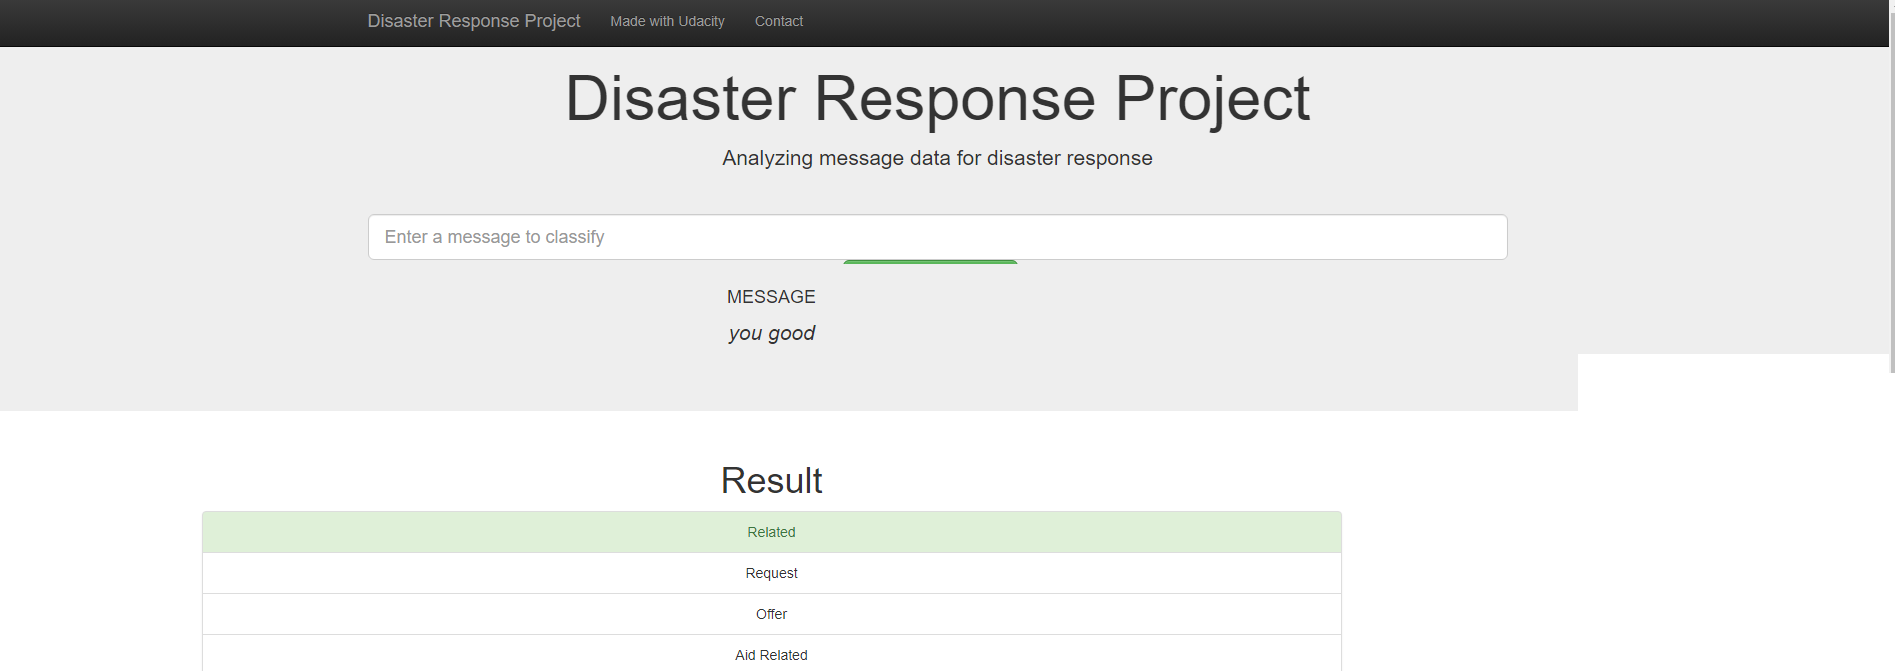 Disaster Response Project Made with Udacity Contact
Disaster Response Project
Analyzing message data for disaster response
Enter a message to classify
MESSAGE
you good
Result
Related
Request
Offer
Aid Related